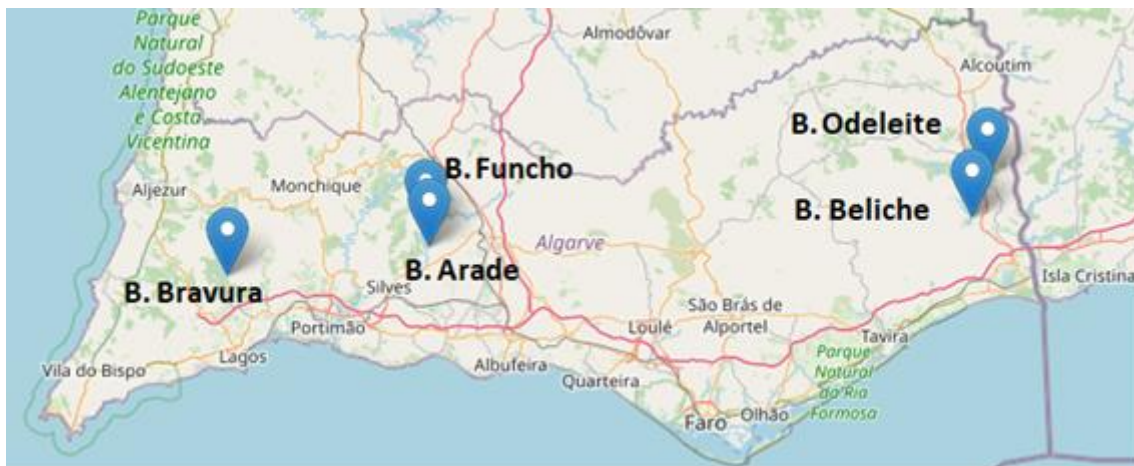 Parque
Natural
do Sudoeste
Alentejano
e Costa
Vicentina
Almodôvar
Alcoutim
B. Odeleite
B. Funcho
Monchique
Aljezur
B. Beliche
Algarve
B. Arade
Isla Cristina
B. Bravura
Silves
São Brás de
Alportel
Portimão
Loulé
Tavira
Lagos
Albufeira
Parque
Natural
da Ria
Formosa
Vila do Bispo
Quarteira
Faro
Olhão